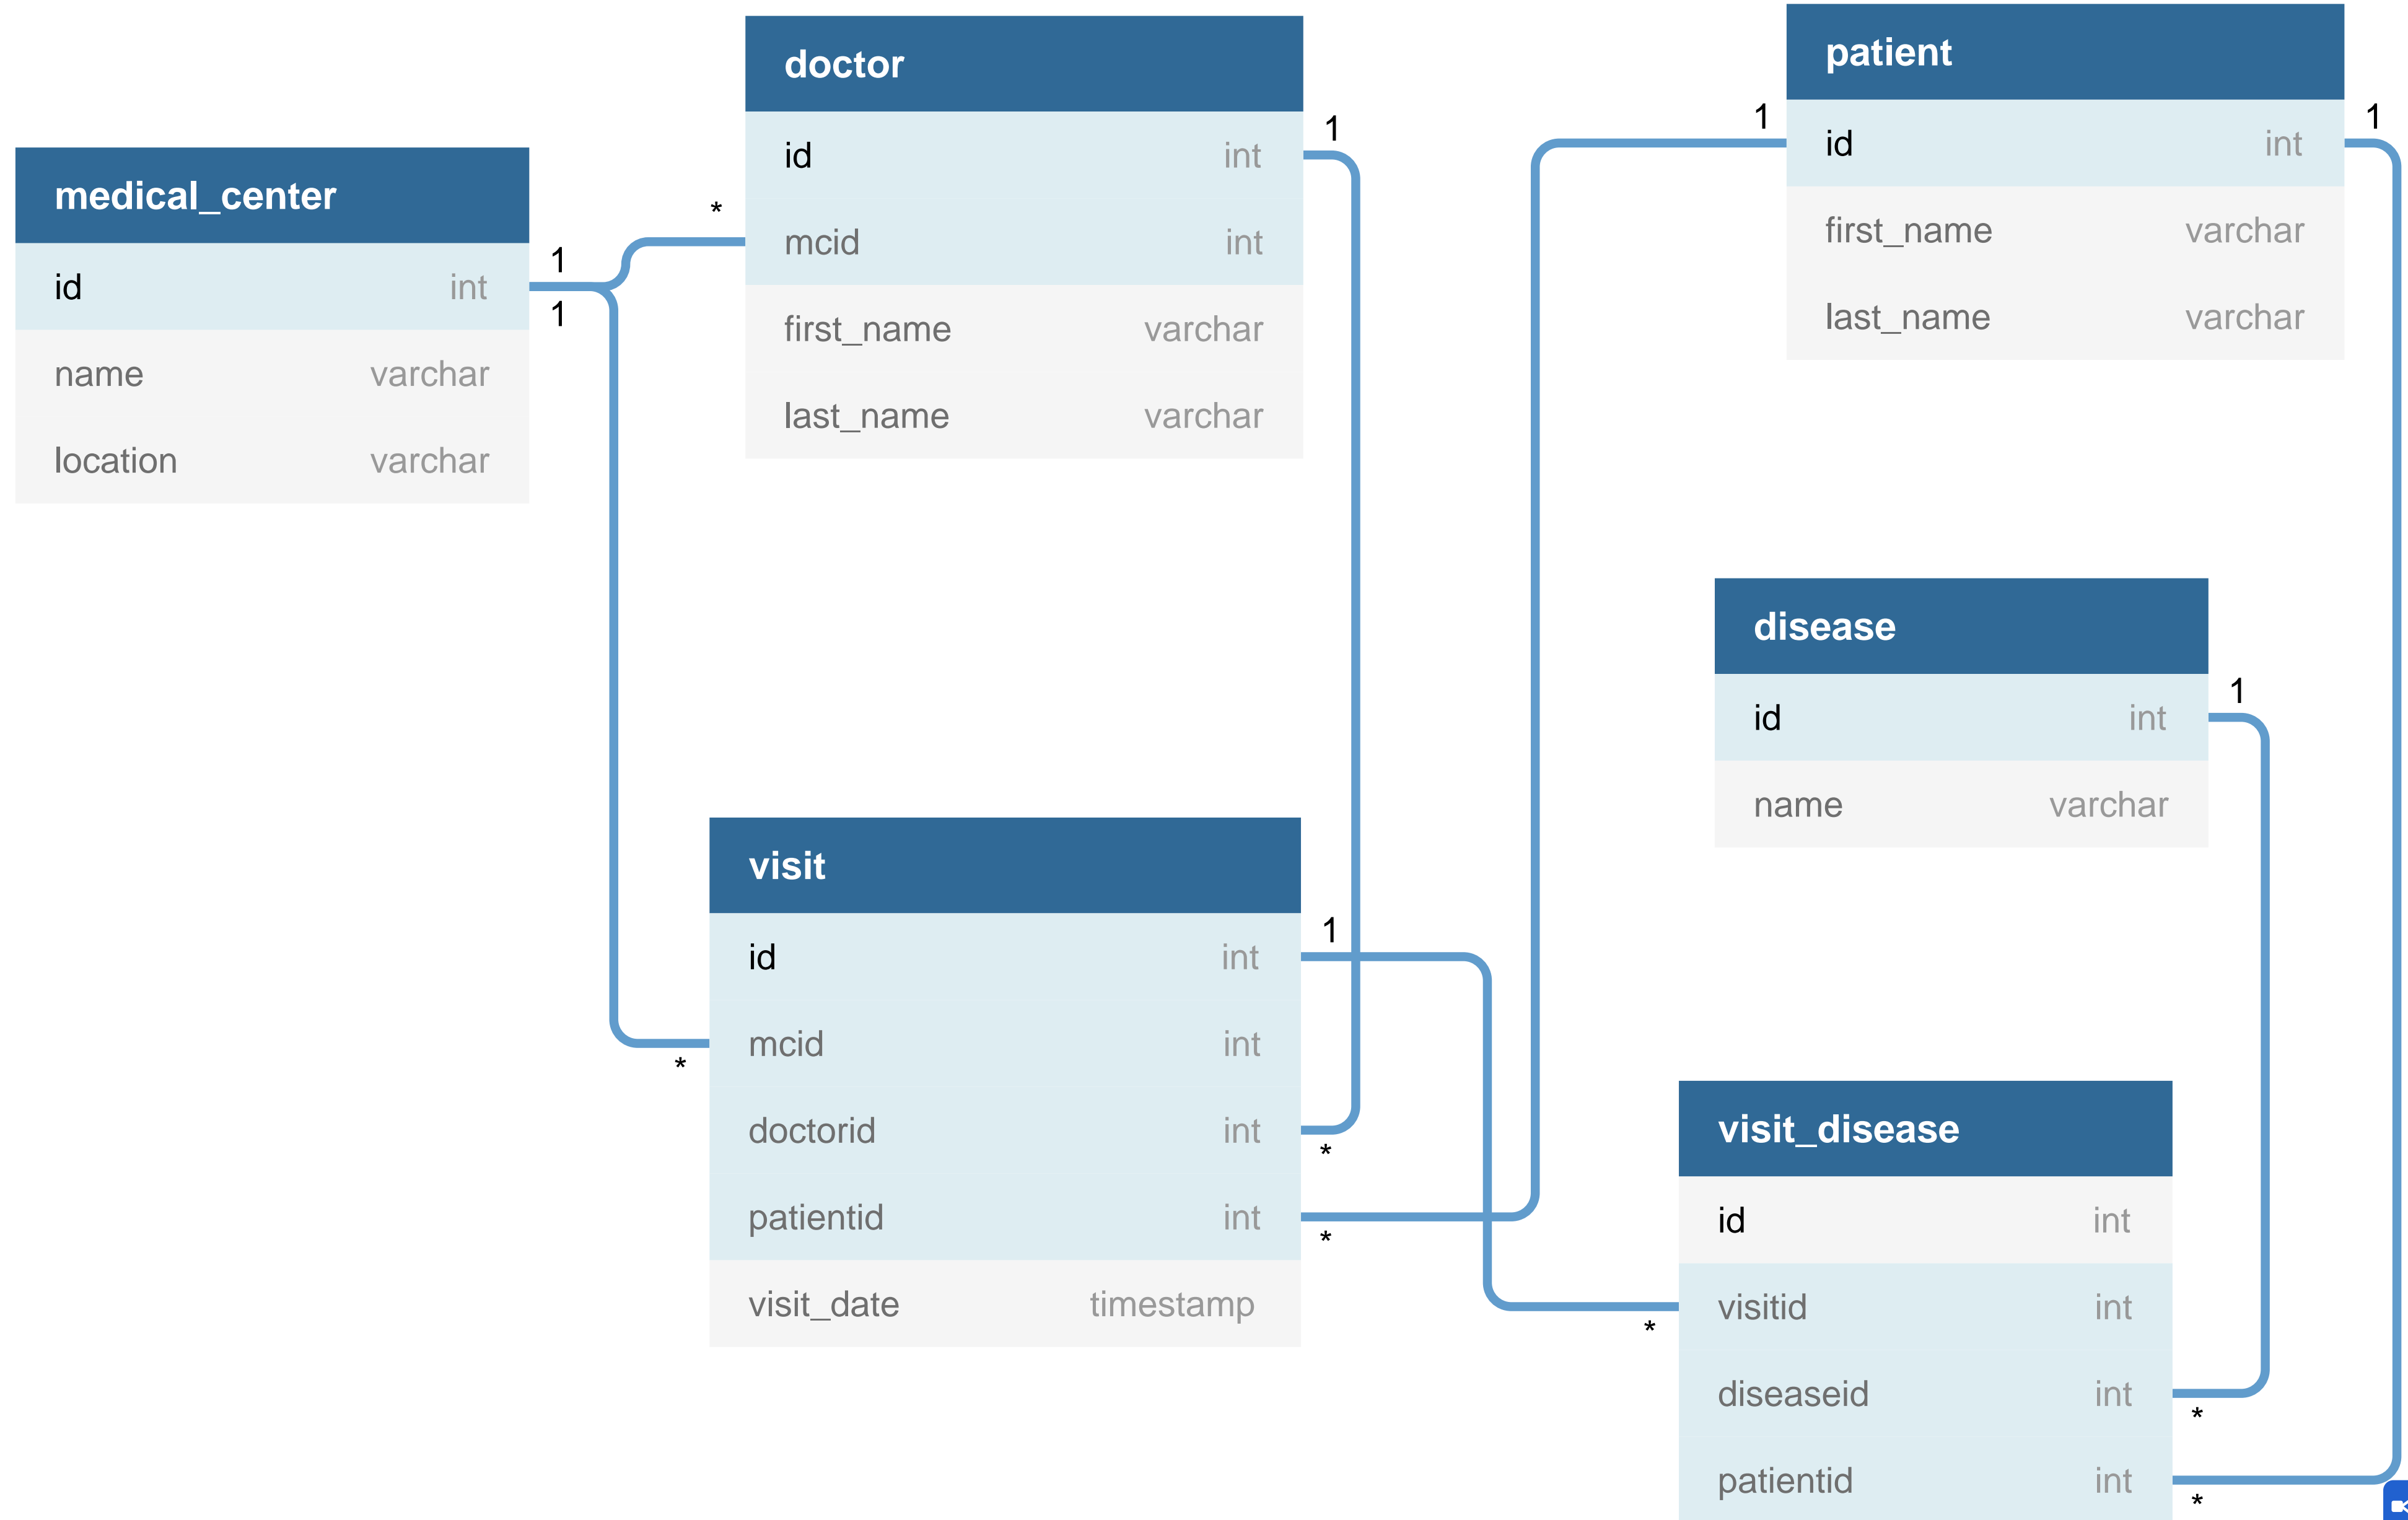 medical_center
id int
name varchar
location varchar
1
1
*
*
doctor
id int
mcid int
first_name varchar
last_name varchar
1
visit
id int
mcid int
doctorid int
patientid int
visit_date timestamp
1
*
*
patient
id int
first_name varchar
last_name varchar
1
1
disease
id int
name varchar
1
visit_disease
id int
visitid int
diseaseid int
patientid int
*
*
*